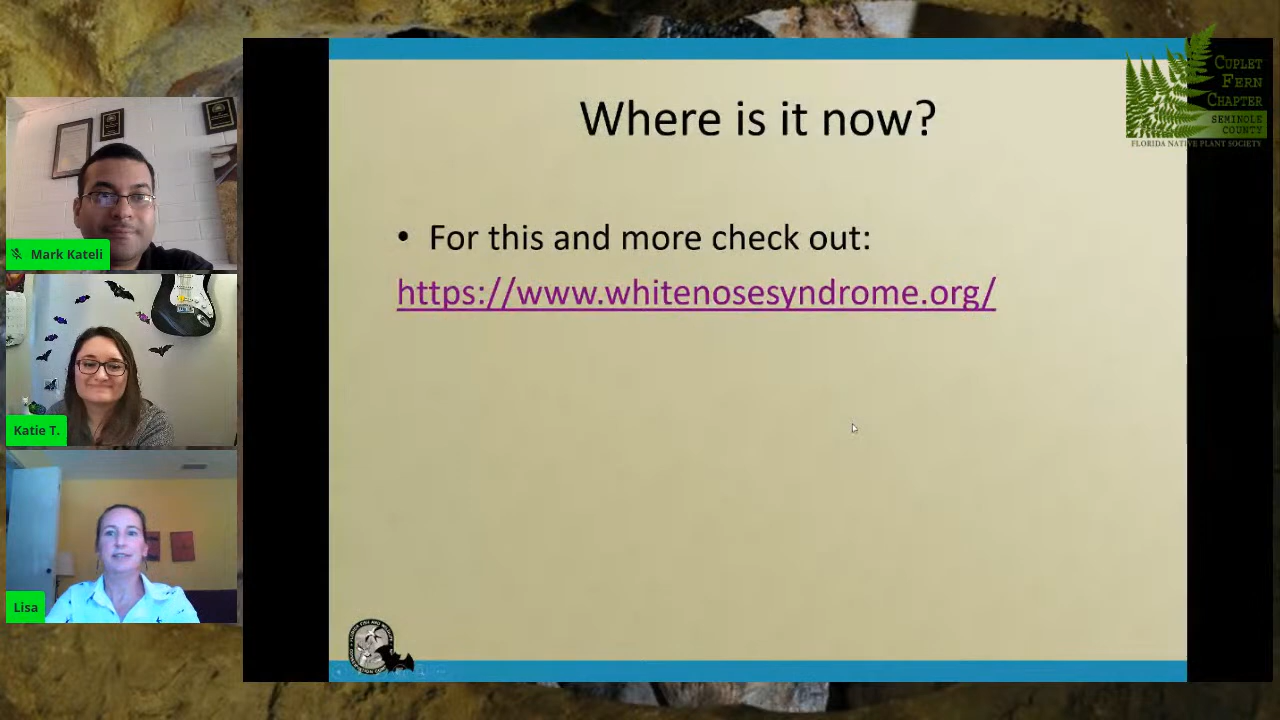 Where is it now?
• For this and more check out:
https://www.whitenosesyndrome.org/
CUPLET
FERN
CHAPTER
SEMINOLE
COUNTY
FLORIDA NATIVE PLANT SOCIETY
Mark Kateli
Katie T.
Lisa